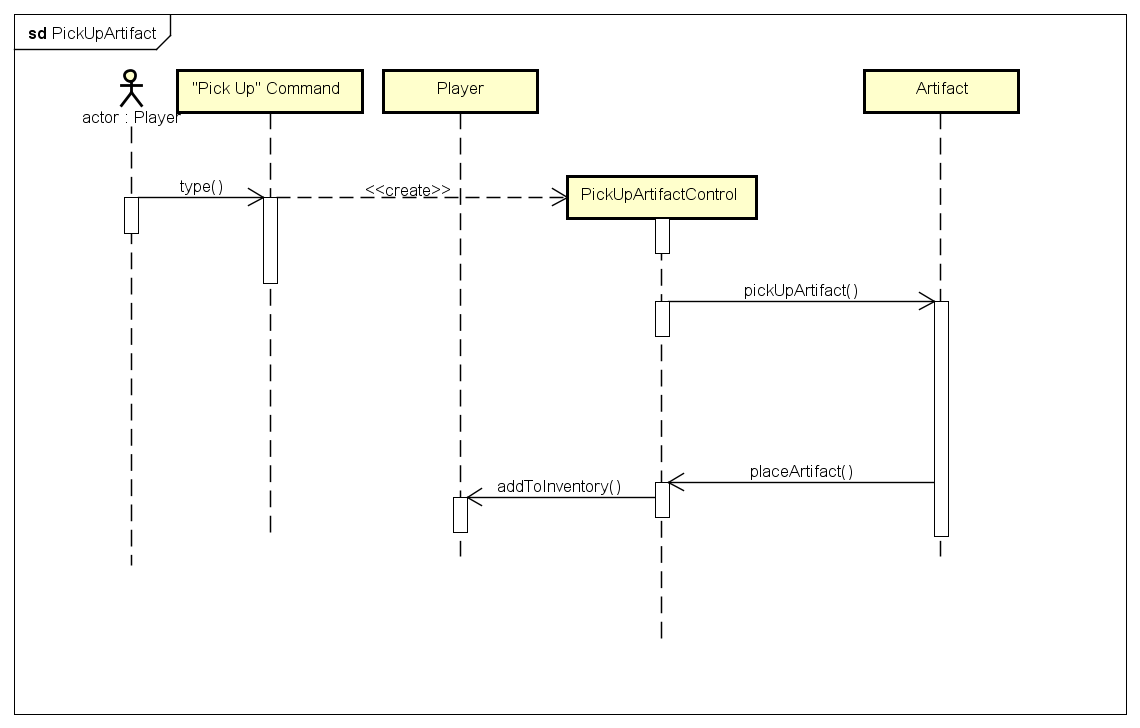 sd PickUpArtifact
"Pick Up" Command
Player
Artifact
actor : Player
type()
<<create>>
PickUpArtifactControl
pickUpArtifact()
placeArtifact()
addToInventory()